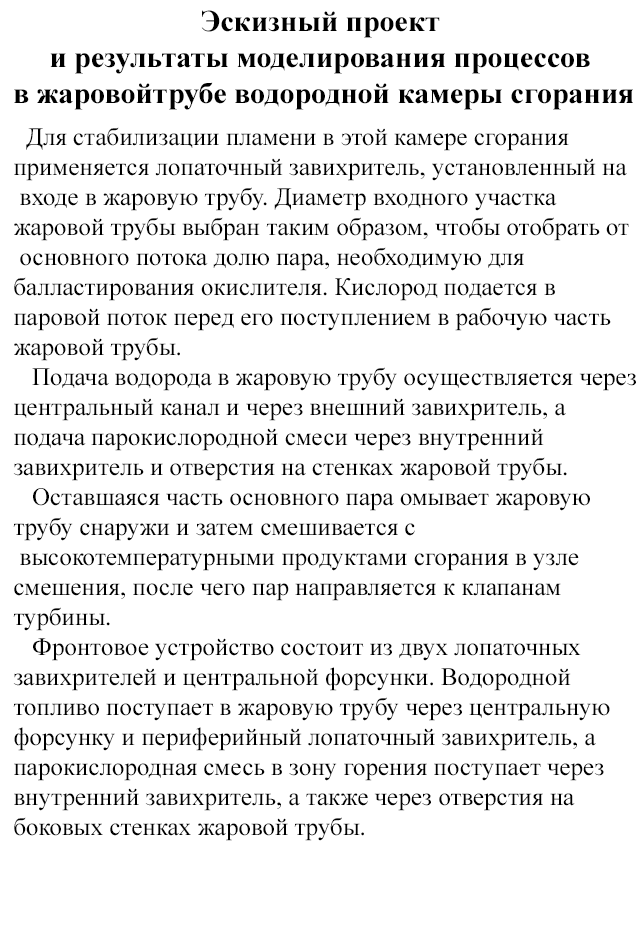 Эскизный проект
и результаты моделирования процессов
в жаровойтрубе водородной камеры сгорания
Для стабилизации пламени в этой камере сгорания
применяется лопаточный завихритель, установленный на
входе в жаровую трубу. Диаметр входного участка
жаровой трубы выбран таким образом, чтобы отобрать от
основного потока долю пара, необходимую для
балластирования окислителя. Кислород подается в
паровой поток перед его поступлением в рабочую часть
жаровой трубы.
Подача водорода в жаровую трубу осуществляется через
центральный канал и через внешний завихритель, а
подача парокислородной смеси через внутренний
завихритель и отверстия на стенках жаровой трубы.
Оставшаяся часть основного пара омывает жаровую
трубу снаружи и затем смешивается с
высокотемпературными продуктами сгорания в узле
смешения, после чего пар направляется к клапанам
турбины.
Фронтовое устройство состоит из двух лопаточных
завихрителей и центральной форсунки. Водородной
топливо поступает в жаровую трубу через центральную
форсунку и периферийный лопаточный завихритель, а
парокислородная смесь в зону горения поступает через
внутренний завихритель, а также через отверстия на
боковых стенках жаровой трубы.